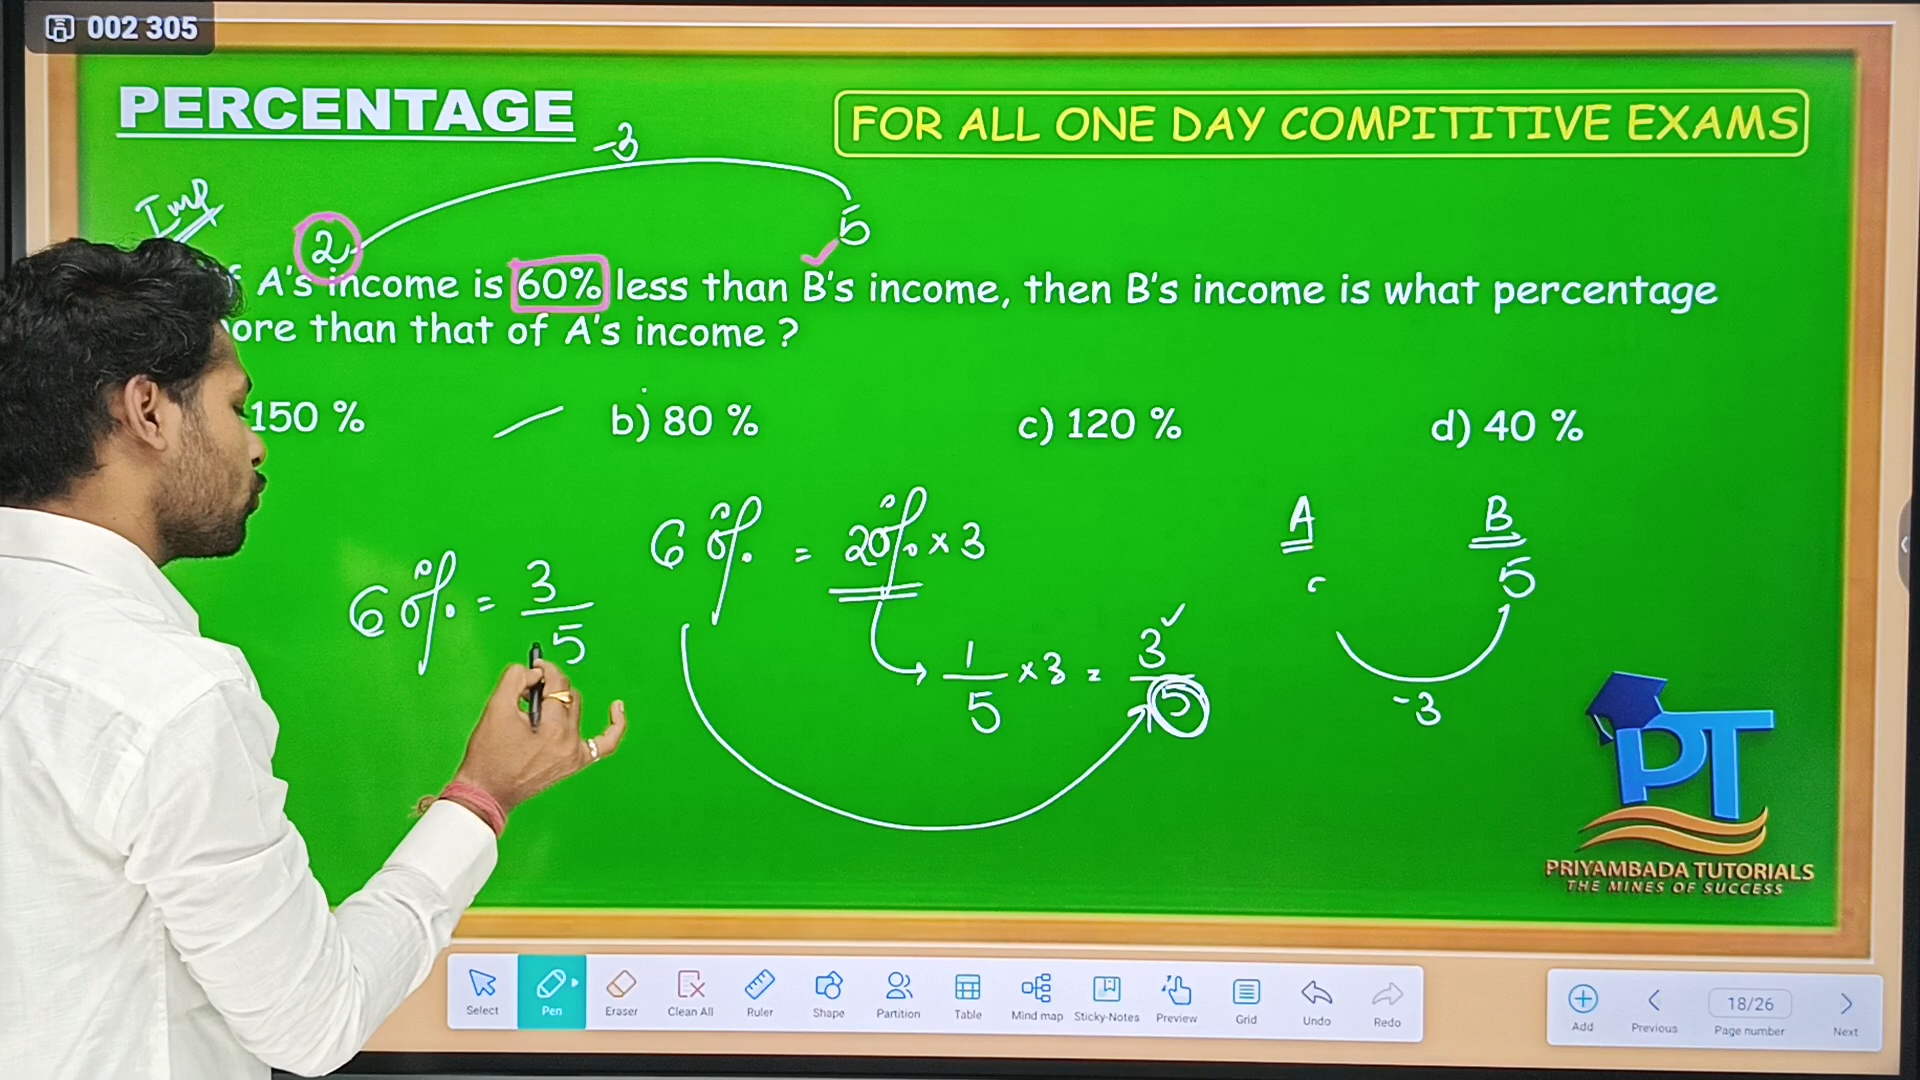 002 305
PERCENTAGE
FOR ALL ONE DAY COMPITITIVE EXAMS
-3
Imp
2
5
A's income is 60% less than B's income, then B's income is what percentage
ore than that of A's income ?
150 %
b) 80 %
c) 120 %
d) 40 %
60% = 3/5
60% = 20% × 3
1/5 × 3 = 3/5
A B
5
-3
PT
PRIYAMBADA TUTORIALS
THE MINES OF SUCCESS
Select Pen Eraser Clean All Ruler Shape Partition Table Mind map Sticky-Notes Preview Grid Undo Redo
Add Previous 18/26 Page number Next